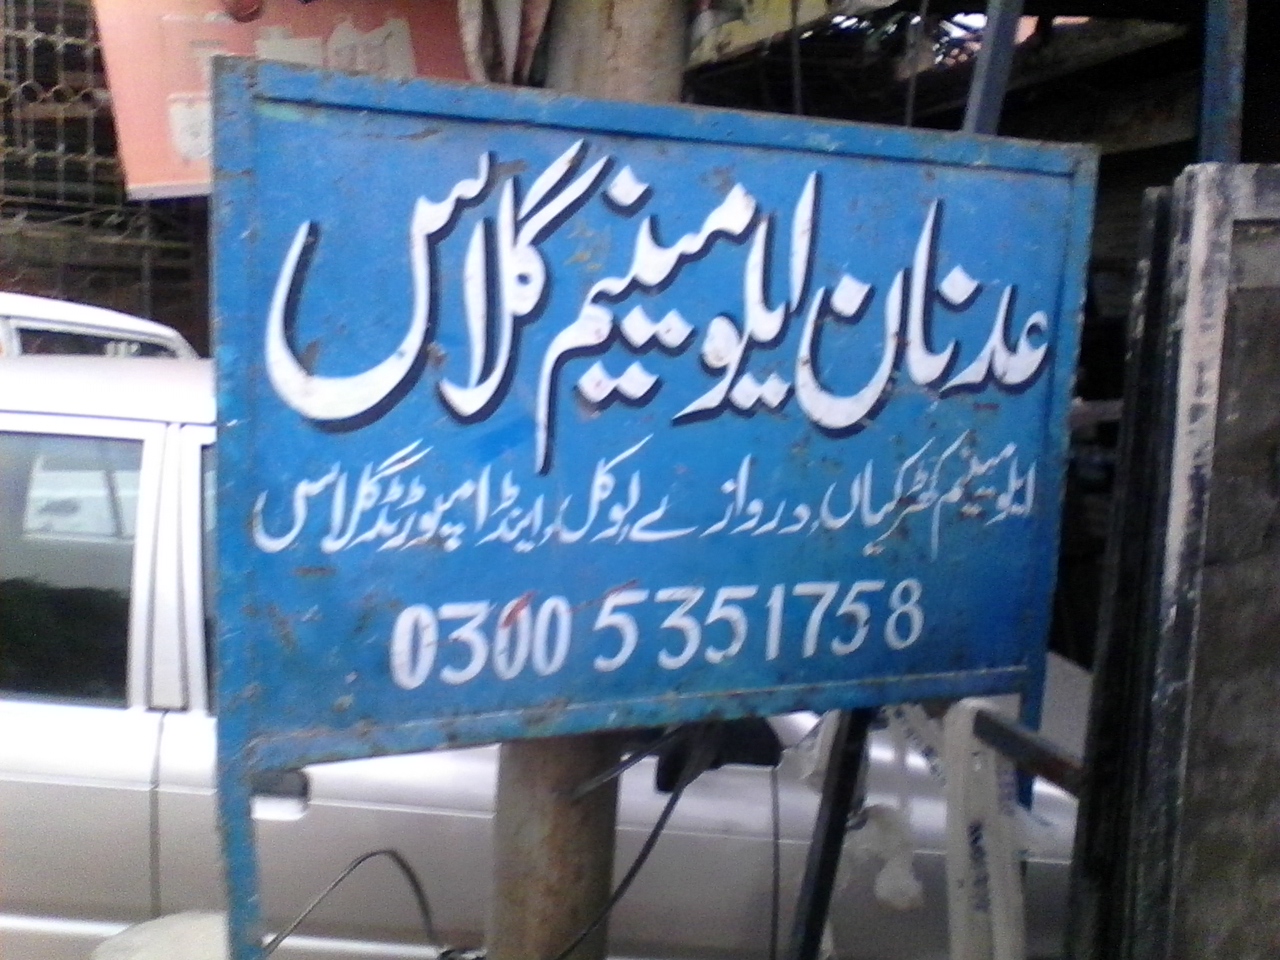 عدنان ایلومینیم گلاس
ایلومینیم کھڑکیاں، دروازے لوکل، اینڈ امپورٹڈ گلاس
0300 5351758